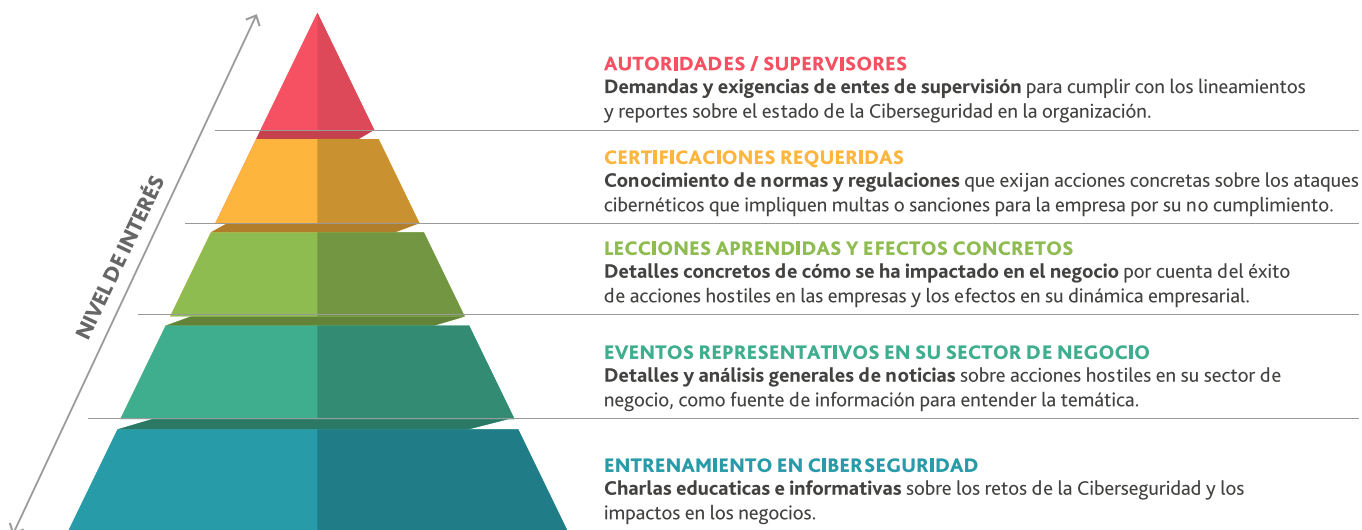 NIVEL DE INTERÉS
AUTORIDADES / SUPERVISORES
Demandas y exigencias de entes de supervisión para cumplir con los lineamientos
y reportes sobre el estado de la Ciberseguridad en la organización.
CERTIFICACIONES REQUERIDAS
Conocimiento de normas y regulaciones que exijan acciones concretas sobre los ataques
cibernéticos que impliquen multas o sanciones para la empresa por su no cumplimiento.
LECCIONES APRENDIDAS Y EFECTOS CONCRETOS
Detalles concretos de cómo se ha impactado en el negocio por cuenta del éxito
de acciones hostiles en las empresas y los efectos en su dinámica empresarial.
EVENTOS REPRESENTATIVOS EN SU SECTOR DE NEGOCIO
Detalles y análisis generales de noticias sobre acciones hostiles en su sector de
negocio, como fuente de información para entender la temática.
ENTRENAMIENTO EN CIBERSEGURIDAD
Charlas educaticas e informativas sobre los retos de la Ciberseguridad y los
impactos en los negocios.